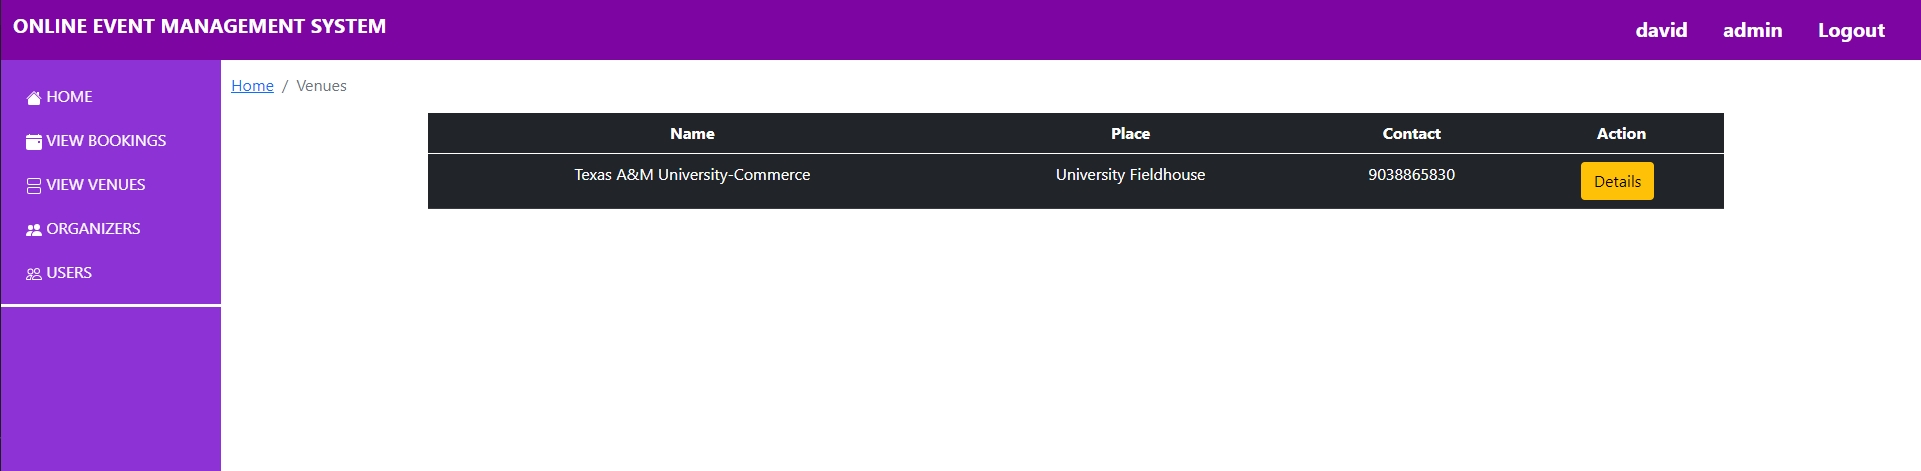 ONLINE EVENT MANAGEMENT SYSTEM
david admin Logout
HOME
VIEW BOOKINGS
VIEW VENUES
ORGANIZERS
USERS
Home / Venues
Name Place Contact Action
Texas A&M University-Commerce University Fieldhouse 9038865830 Details